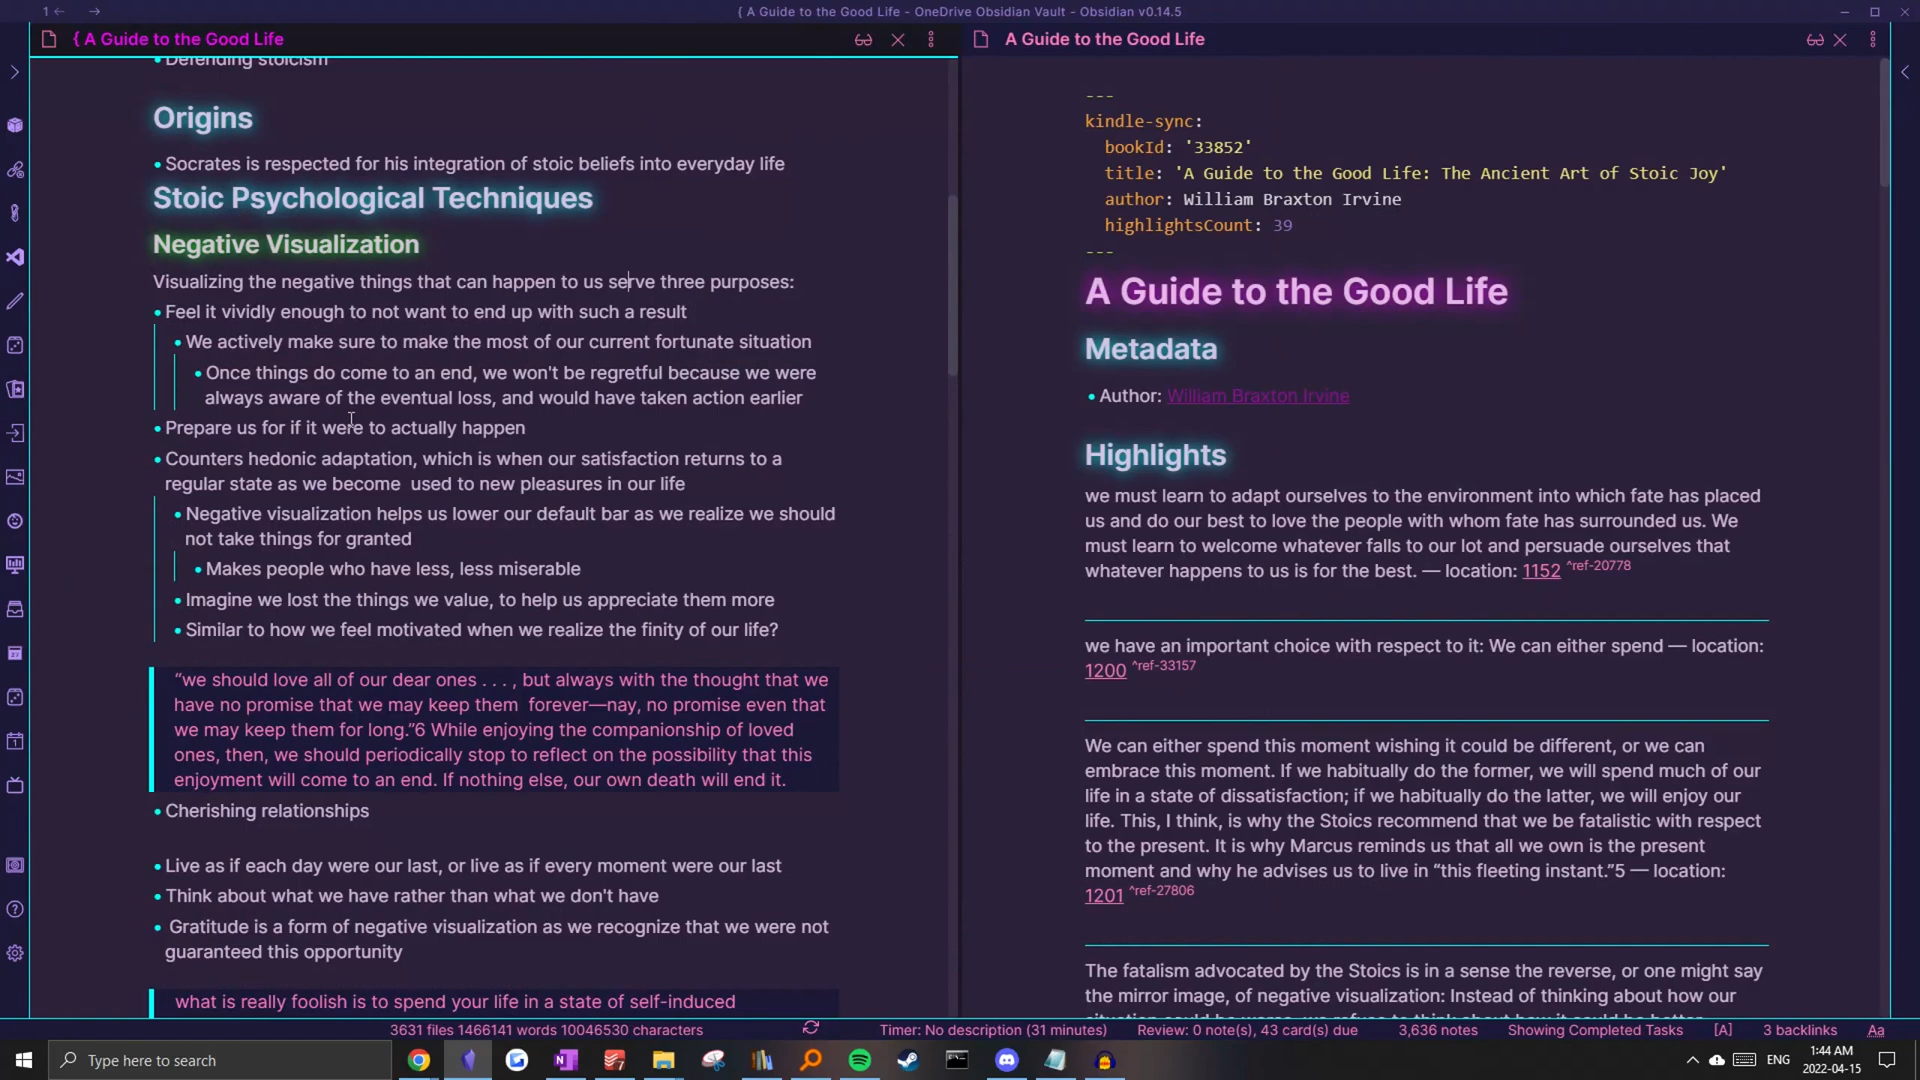 { A Guide to the Good Life - OneDrive Obsidian Vault - Obsidian v0.14.5
{ A Guide to the Good Life
Defending stoicism
Origins
Socrates is respected for his integration of stoic beliefs into everyday life
Stoic Psychological Techniques
Negative Visualization
Visualizing the negative things that can happen to us serve three purposes:
Feel it vividly enough to not want to end up with such a result
We actively make sure to make the most of our current fortunate situation
Once things do come to an end, we won't be regretful because we were
always aware of the eventual loss, and would have taken action earlier
Prepare us for if it were to actually happen
Counters hedonic adaptation, which is when our satisfaction returns to a
regular state as we become  used to new pleasures in our life
Negative visualization helps us lower our default bar as we realize we should
not take things for granted
Makes people who have less, less miserable
Imagine we lost the things we value, to help us appreciate them more
Similar to how we feel motivated when we realize the finity of our life?
“we should love all of our dear ones . . . , but always with the thought that we
have no promise that we may keep them  forever—nay, no promise even that
we may keep them for long.”6 While enjoying the companionship of loved
ones, then, we should periodically stop to reflect on the possibility that this
enjoyment will come to an end. If nothing else, our own death will end it.
Cherishing relationships
Live as if each day were our last, or live as if every moment were our last
Think about what we have rather than what we don't have
Gratitude is a form of negative visualization as we recognize that we were not
guaranteed this opportunity
what is really foolish is to spend your life in a state of self-induced
A Guide to the Good Life
---
kindle-sync:
bookId: '33852'
title: 'A Guide to the Good Life: The Ancient Art of Stoic Joy'
author: William Braxton Irvine
highlightsCount: 39
---
A Guide to the Good Life
Metadata
Author: William Braxton Irvine
Highlights
we must learn to adapt ourselves to the environment into which fate has placed
us and do our best to love the people with whom fate has surrounded us. We
must learn to welcome whatever falls to our lot and persuade ourselves that
whatever happens to us is for the best. — location: 1152 ^ref-20778
we have an important choice with respect to it: We can either spend — location:
1200 ^ref-33157
We can either spend this moment wishing it could be different, or we can
embrace this moment. If we habitually do the former, we will spend much of our
life in a state of dissatisfaction; if we habitually do the latter, we will enjoy our
life. This, I think, is why the Stoics recommend that we be fatalistic with respect
to the present. It is why Marcus reminds us that all we own is the present
moment and why he advises us to live in “this fleeting instant.”5 — location:
1201 ^ref-27806
The fatalism advocated by the Stoics is in a sense the reverse, or one might say
the mirror image, of negative visualization: Instead of thinking about how our
situation could be worse, we refuse to think about how it could be better.
3631 files 1466141 words 10046530 characters
Timer: No description (31 minutes)
Review: 0 note(s), 43 card(s) due
3,636 notes
Showing Completed Tasks
[A]
3 backlinks
Aa
Type here to search
ENG
1:44 AM
2022-04-15